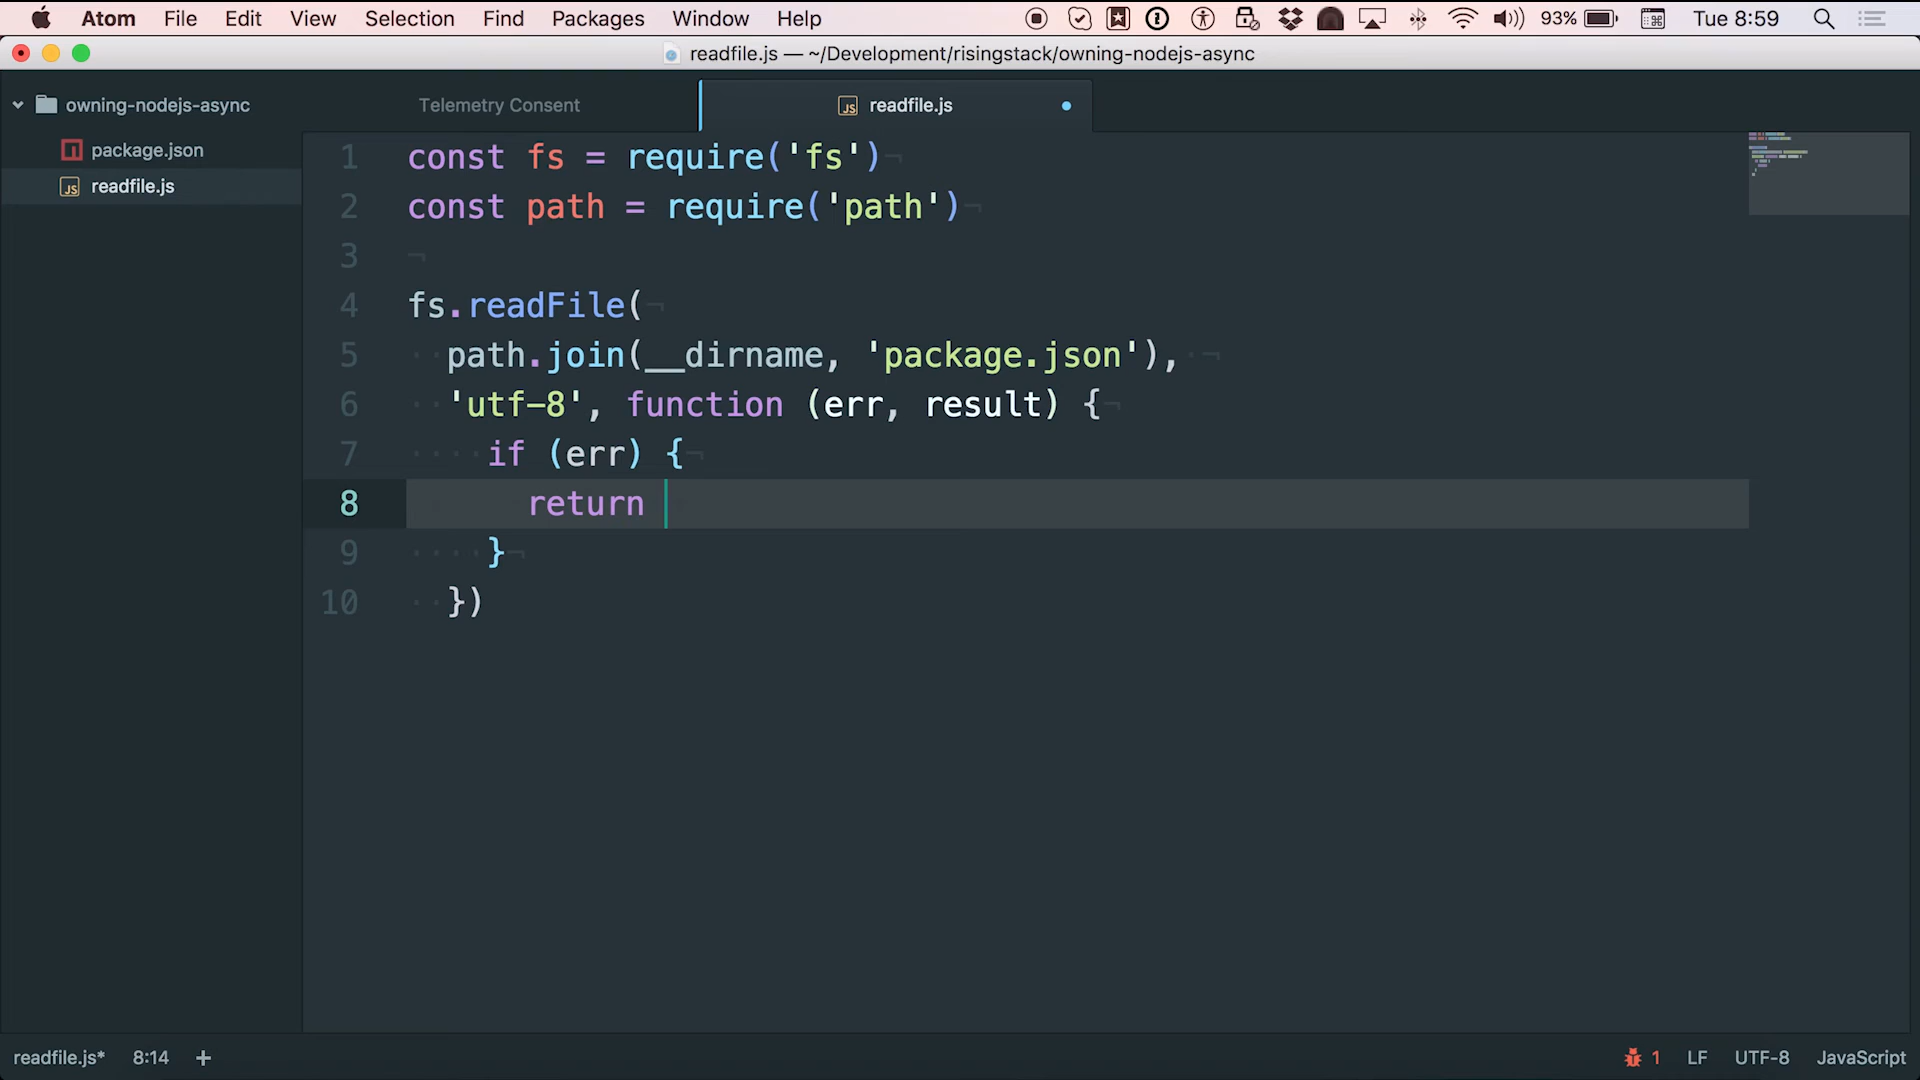 Atom File Edit View Selection Find Packages Window Help 93% Tue 8:59
readfile.js — ~/Development/risingstack/owning-nodejs-async
owning-nodejs-async
package.json
readfile.js
Telemetry Consent
readfile.js
1 const fs = require('fs')¬
2 const path = require('path')¬
3 ¬
4 fs.readFile(¬
5 ··path.join(__dirname, 'package.json'),·¬
6 ··'utf-8', function (err, result) {¬
7 ····if (err) {¬
8 return
9 ····}¬
10 ··})
readfile.js* 8:14 + 1 LF UTF-8 JavaScript